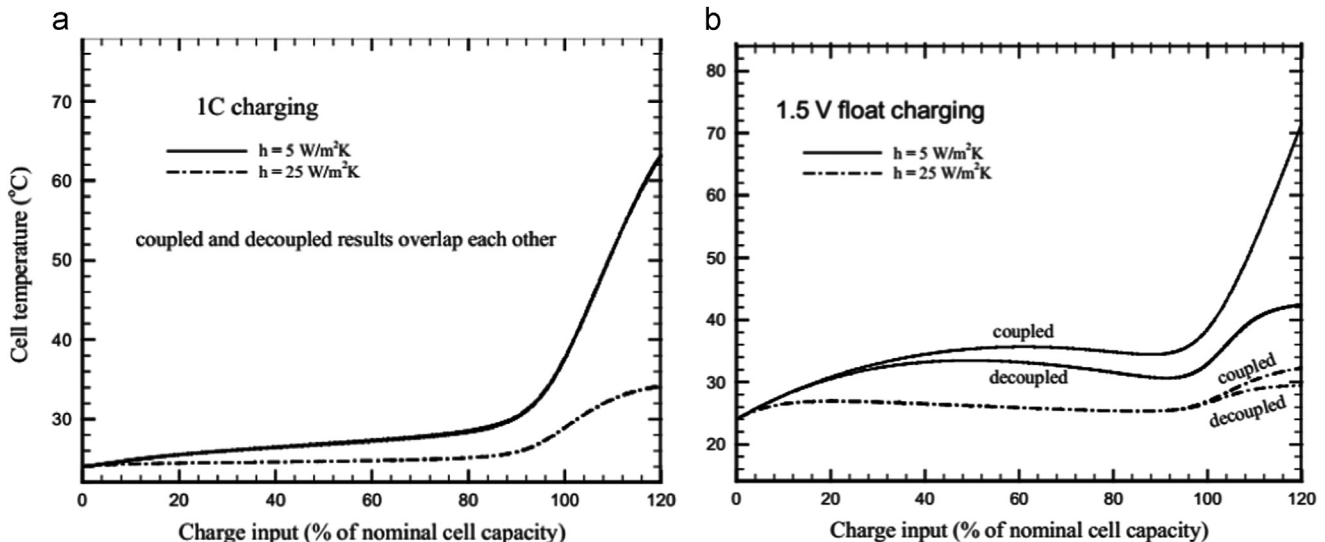 a
1C charging
h = 5 W/m²K
h = 25 W/m²K
coupled and decoupled results overlap each other
70
60
50
40
30
0 20 40 60 80 100 120
Cell temperature (°C)
Charge input (% of nominal cell capacity)
b
1.5 V float charging
h = 5 W/m²K
h = 25 W/m²K
coupled
decoupled
coupled
decoupled
80
70
60
50
40
30
20
0 20 40 60 80 100 120
Charge input (% of nominal cell capacity)